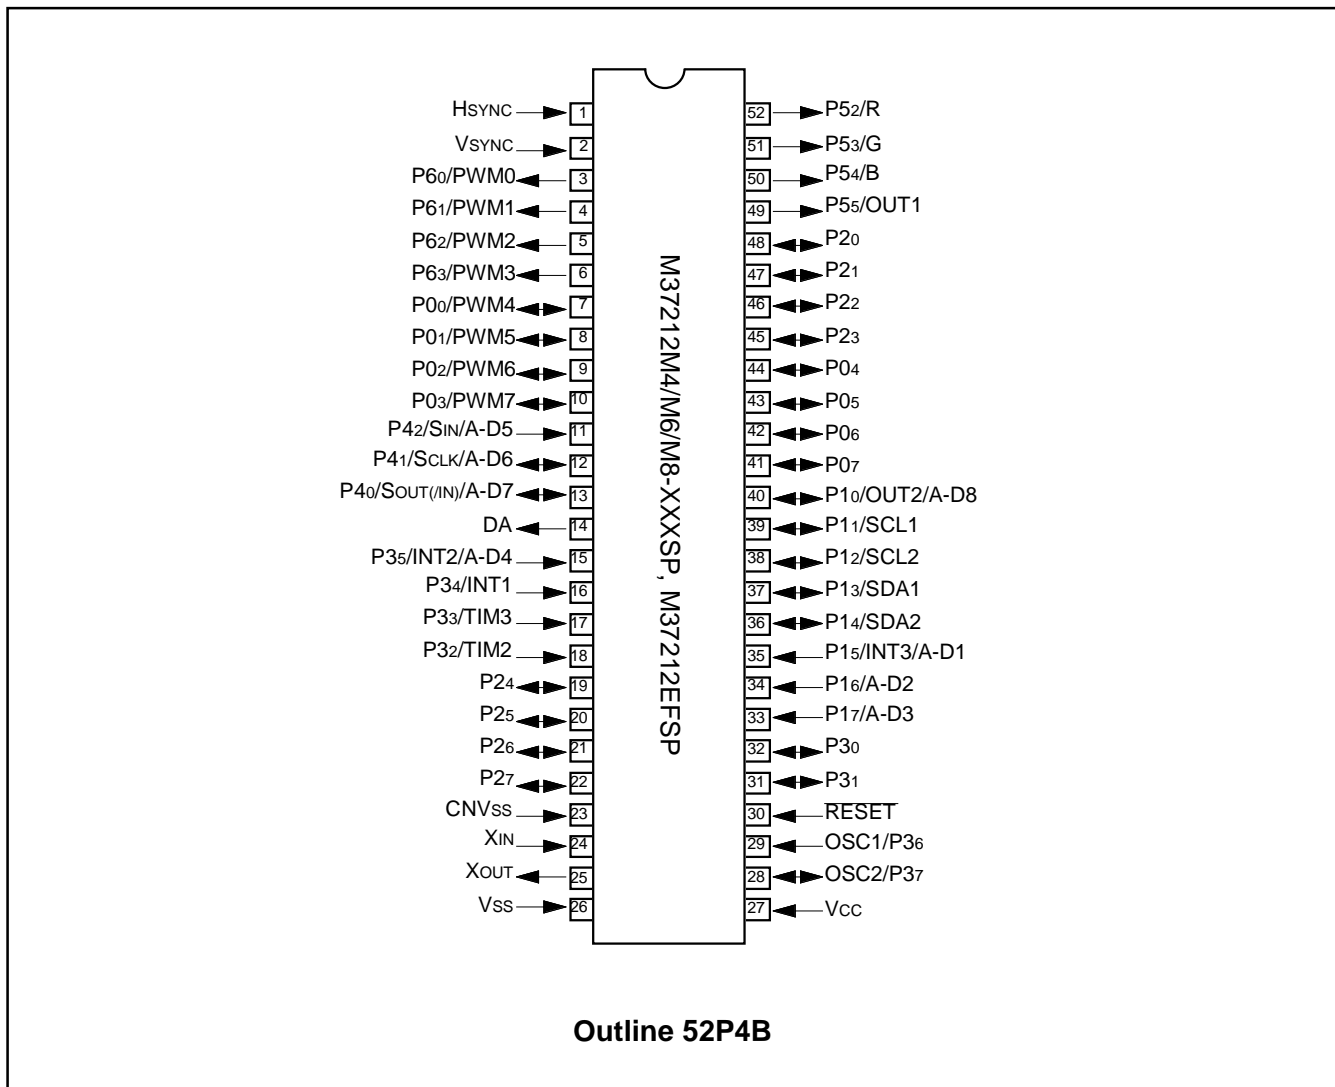 HSYNC 1 52 P52/R
VSYNC 2 51 P53/G
P60/PWM0 3 50 P54/B
P61/PWM1 4 49 P55/OUT1
P62/PWM2 5 48 P20
P63/PWM3 6 47 P21
P00/PWM4 7 46 P22
P01/PWM5 8 45 P23
P02/PWM6 9 44 P04
P03/PWM7 10 43 P05
P42/SIN/A-D5 11 42 P06
P41/SCLK/A-D6 12 41 P07
P40/SOUT(/IN)/A-D7 13 40 P10/OUT2/A-D8
DA 14 39 P11/SCL1
P35/INT2/A-D4 15 38 P12/SCL2
P34/INT1 16 37 P13/SDA1
P33/TIM3 17 36 P14/SDA2
P32/TIM2 18 35 P15/INT3/A-D1
P24 19 34 P16/A-D2
P25 20 33 P17/A-D3
P26 21 32 P30
P27 22 31 P31
CNVSS 23 30 RESET
XIN 24 29 OSC1/P36
XOUT 25 28 OSC2/P37
VSS 26 27 VCC
M37212M4/M6/M8-XXXSP, M37212EFSP
Outline 52P4B